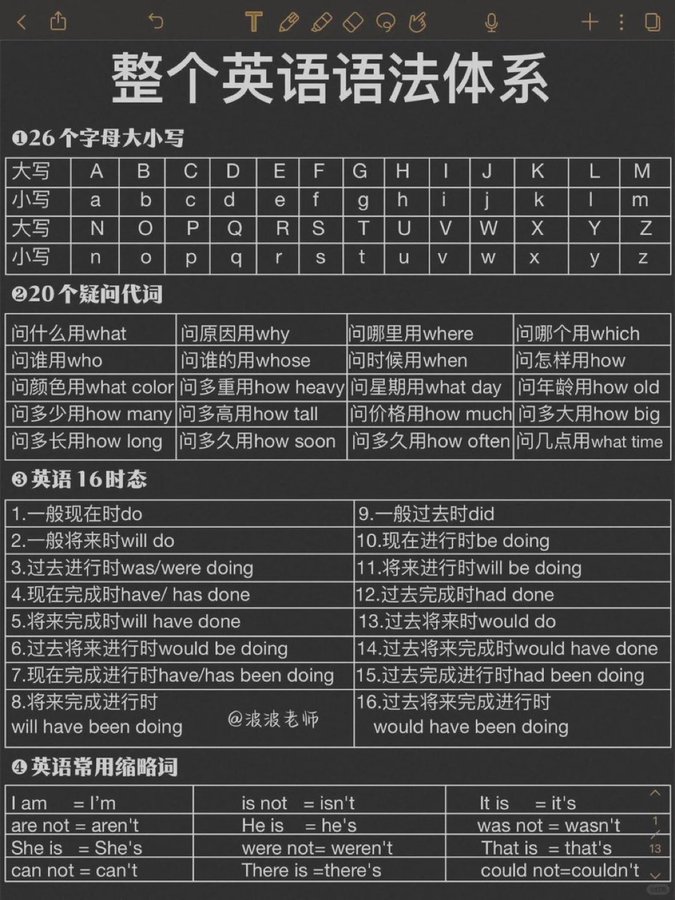 整个英语语法体系
❶26个字母大小写
大写 A B C D E F G H I J K L M
小写 a b c d e f g h i j k l m
大写 N O P Q R S T U V W X Y Z
小写 n o p q r s t u v w x y z
❷20个疑问代词
问什么用what 问原因用why 问哪里用where 问哪个用which
问谁用who 问谁的用whose 问时候用when 问怎样用how
问颜色用what color 问多重用how heavy 问星期用what day 问年龄用how old
问多少用how many 问多高用how tall 问价格用how much 问多大用how big
问多长用how long 问多久用how soon 问多久用how often 问几点用what time
❸英语16时态
1.一般现在时do 9.一般过去时did
2.一般将来时will do 10.现在进行时be doing
3.过去进行时was/were doing 11.将来进行时will be doing
4.现在完成时have/ has done 12.过去完成时had done
5.将来完成时will have done 13.过去将来时would do
6.过去将来进行时would be doing 14.过去将来完成时would have done
7.现在完成进行时have/has been doing 15.过去完成进行时had been doing
8.将来完成进行时 16.过去将来完成进行时
will have been doing @波波老师 would have been doing
❹英语常用缩略词
I am = I’m is not = isn't It is = it's
are not = aren't He is = he's was not = wasn't
She is = She's were not= weren't That is = that's
can not = can't There is =there's could not=couldn't
1
13